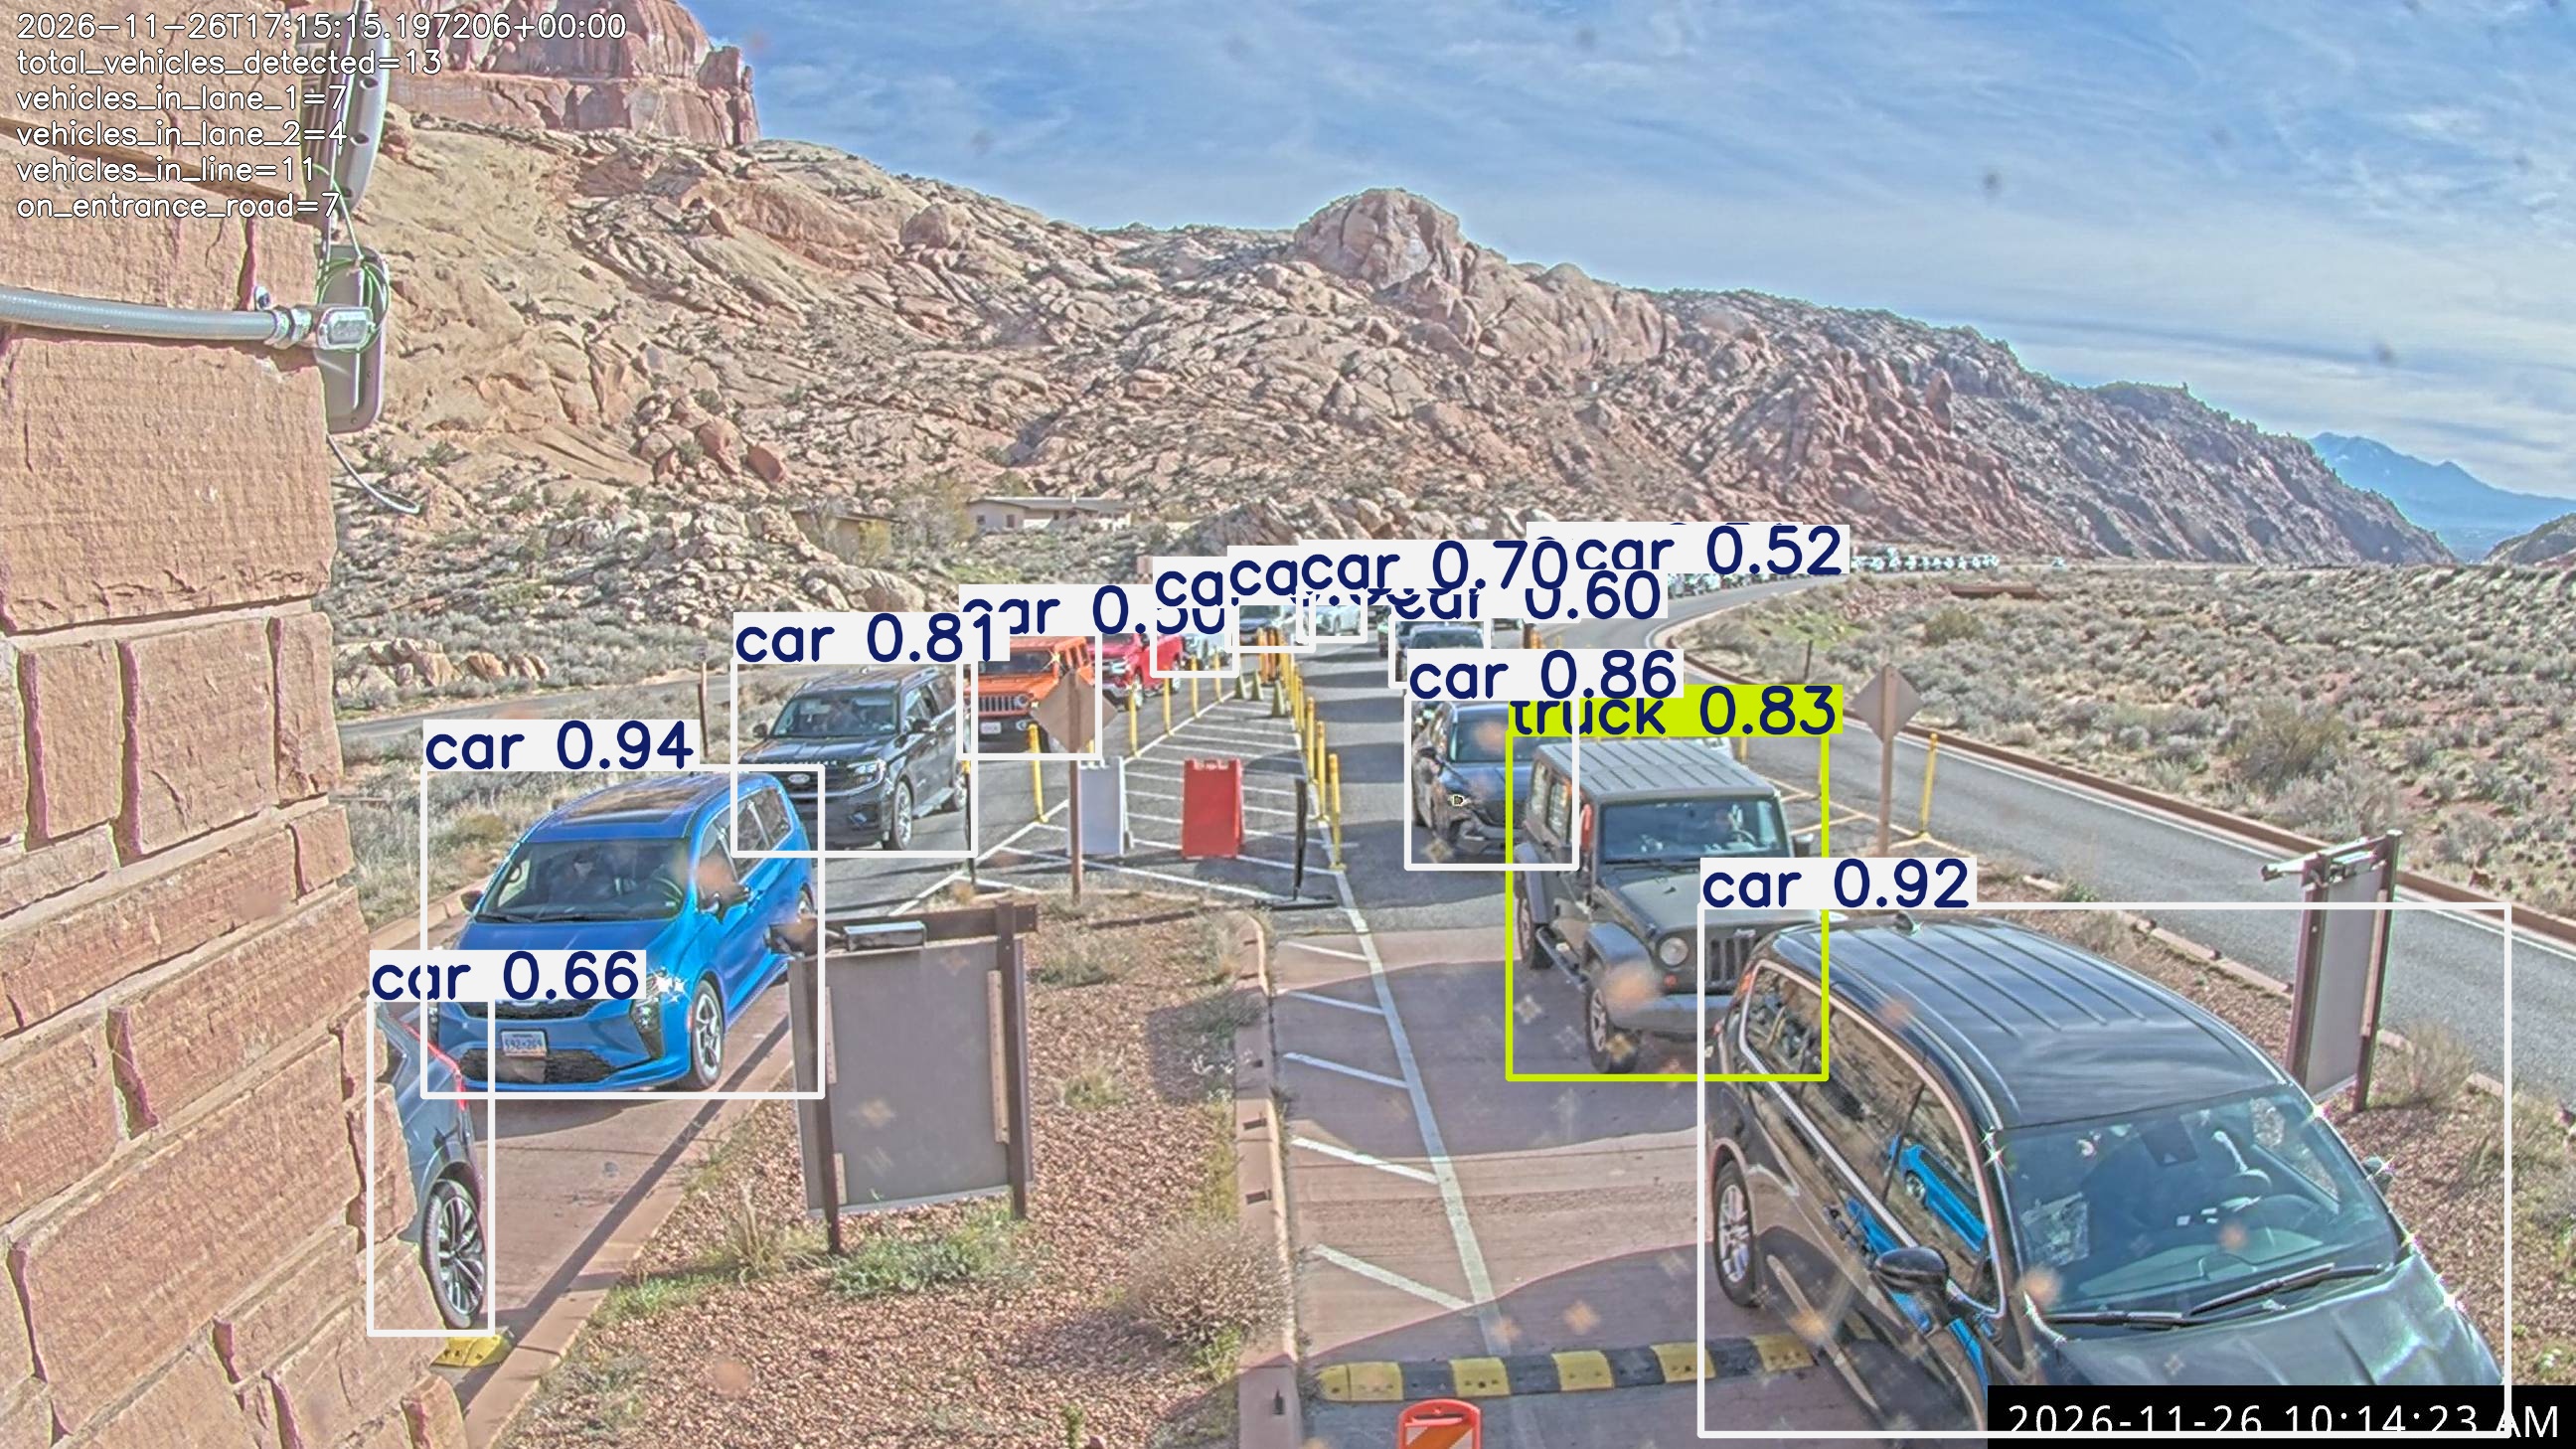 2026-11-26T17:15:15.197206+00:00
total_vehicles_detected=13
vehicles_in_lane_1=7
vehicles_in_lane_2=4
vehicles_in_line=11
on_entrance_road=7
car 0.52
car 0.70
car 0.60
car 0.81
car 0.86
truck 0.83
car 0.94
car 0.92
car 0.66
2026-11-26 10:14:23 AM